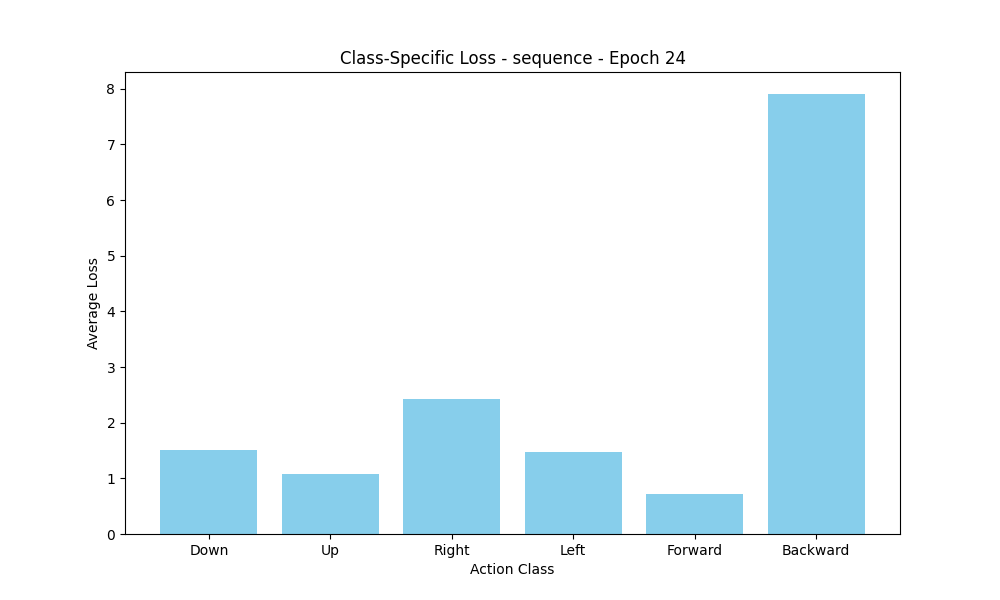 Class-Specific Loss - sequence - Epoch 24
8
7
6
5
4
3
2
1
0
Average Loss
Down Up Right Left Forward Backward
Action Class